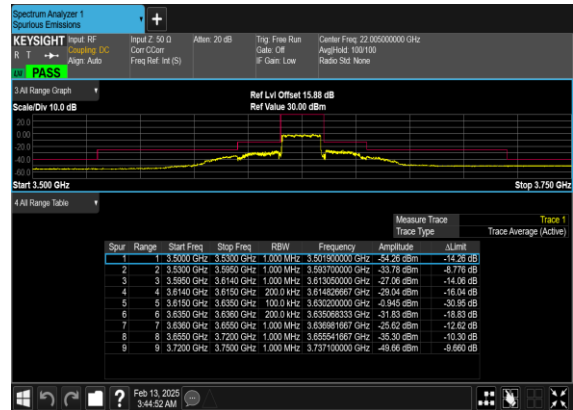 Spectrum Analyzer 1
Spurious Emissions
+
KEYSIGHT Input: RF Input Z: 50 Ω Atten: 20 dB Trig: Free Run Center Freq: 22.005000000 GHz
R T Coupling: DC Corr CCorr Gate: Off Avg|Hold: 100/100
Align: Auto Freq Ref: Int (S) IF Gain: Low Radio Std: None
PASS
3 All Range Graph Ref Lvl Offset 15.88 dB
Scale/Div 10.0 dB Ref Value 30.00 dBm
20.0
0.00
-20.0
-40.0
-60.0
Start 3.500 GHz Stop 3.750 GHz
4 All Range Table
Measure Trace Trace 1
Trace Type Trace Average (Active)
Spur Range Start Freq Stop Freq RBW Frequency Amplitude ΔLimit
1 1 3.5000 GHz 3.5300 GHz 1.000 MHz 3.501900000 GHz -54.26 dBm -14.26 dB
2 2 3.5300 GHz 3.5950 GHz 1.000 MHz 3.593700000 GHz -33.78 dBm -8.776 dB
3 3 3.5950 GHz 3.6140 GHz 1.000 MHz 3.613050000 GHz -27.06 dBm -14.06 dB
4 4 3.6140 GHz 3.6150 GHz 200.0 kHz 3.614826667 GHz -29.04 dBm -16.04 dB
5 5 3.6150 GHz 3.6350 GHz 100.0 kHz 3.630200000 GHz -0.945 dBm -30.95 dB
6 6 3.6350 GHz 3.6360 GHz 200.0 kHz 3.635068333 GHz -31.83 dBm -18.83 dB
7 7 3.6360 GHz 3.6550 GHz 1.000 MHz 3.636981667 GHz -25.62 dBm -12.62 dB
8 8 3.6550 GHz 3.7200 GHz 1.000 MHz 3.655541667 GHz -35.30 dBm -10.30 dB
9 9 3.7200 GHz 3.7500 GHz 1.000 MHz 3.737100000 GHz -49.66 dBm -9.660 dB
? Feb 13, 2025
3:44:52 AM